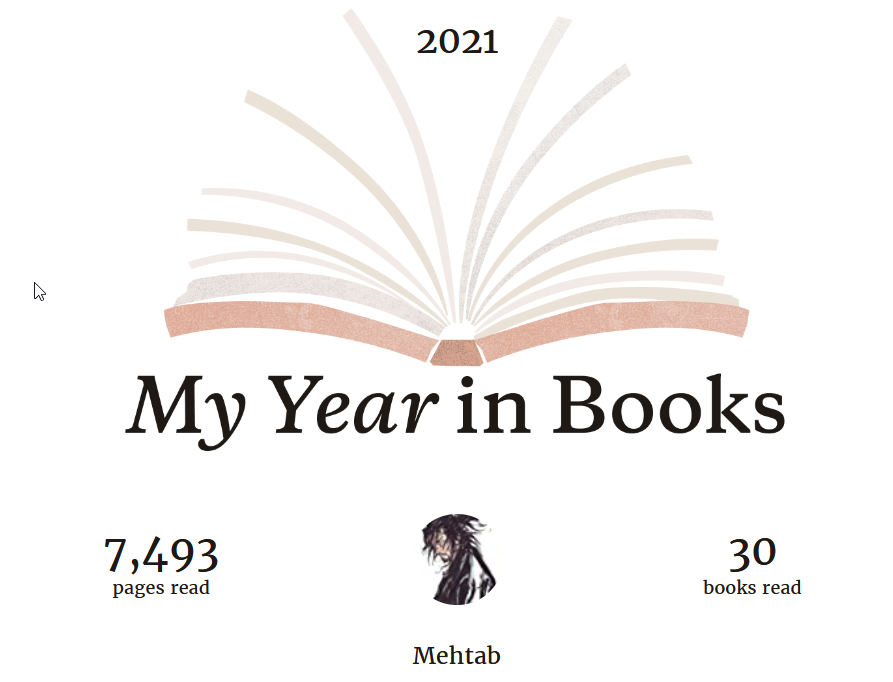 2021
My Year in Books
7,493
pages read
30
books read
Mehtab